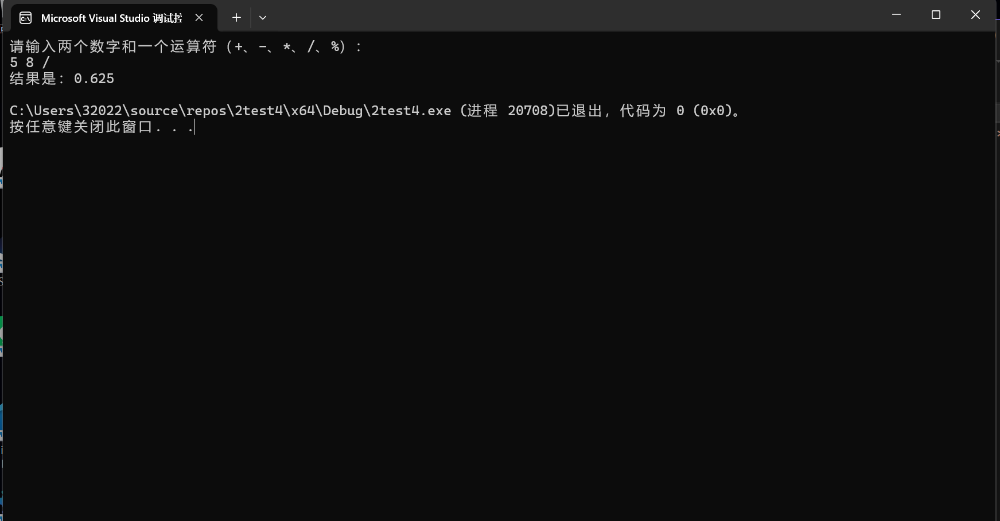 Microsoft Visual Studio 调试控
请输入两个数字和一个运算符（+、-、*、/、%）：
5 8 /
结果是：0.625
C:\Users\32022\source\repos\2test4\x64\Debug\2test4.exe (进程 20708)已退出，代码为 0 (0x0)。
按任意键关闭此窗口. . .